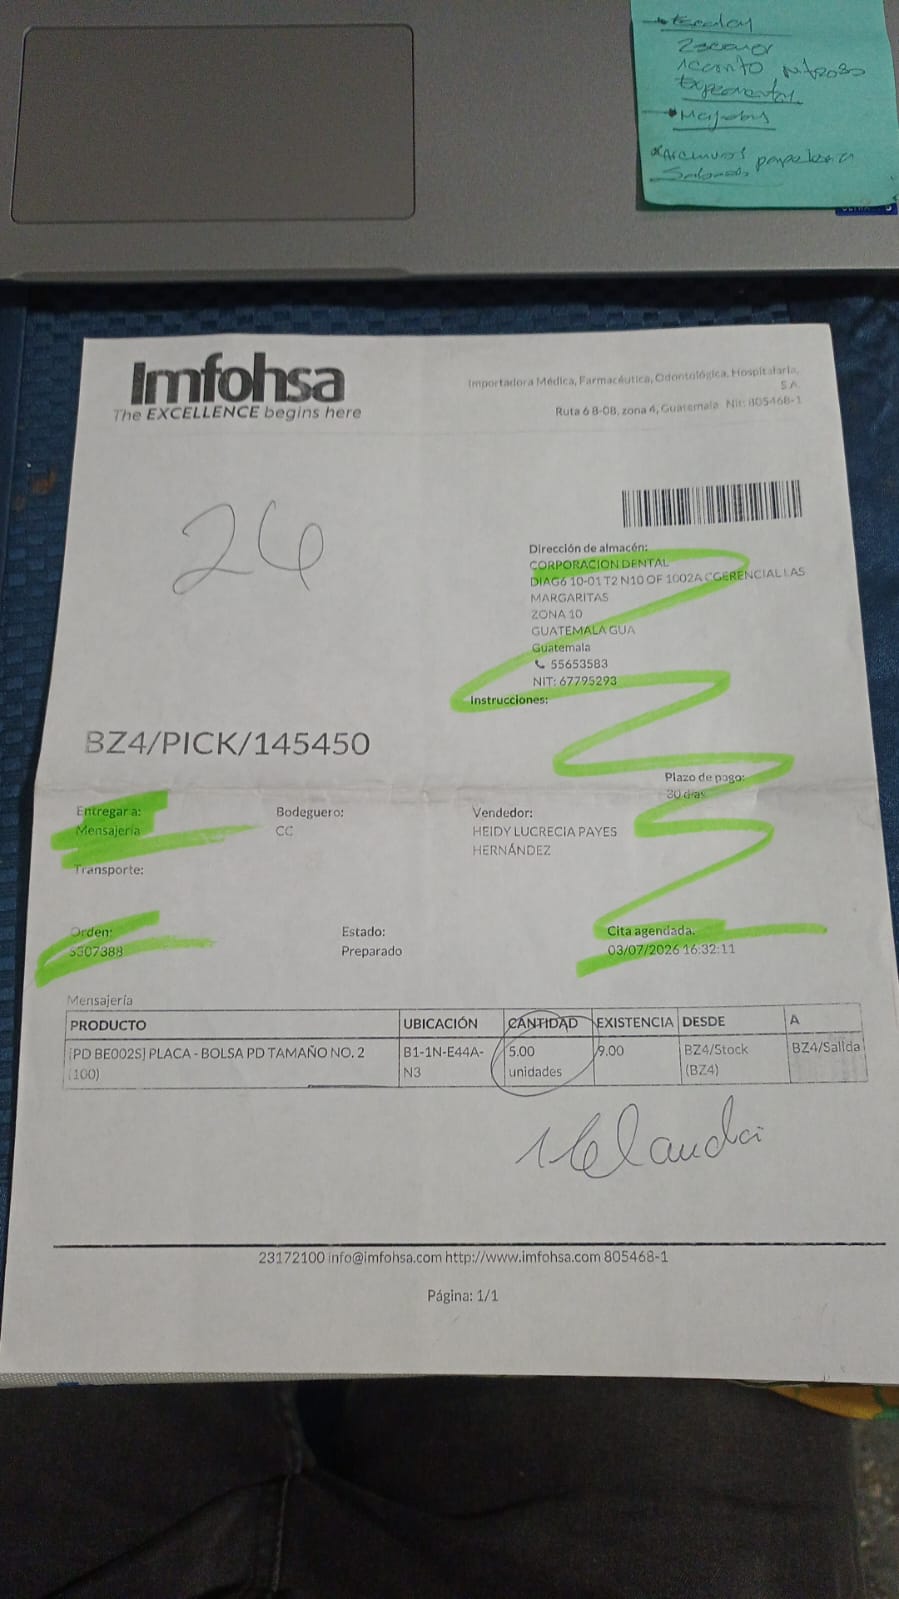 2 escaner
Imfohsa
The EXCELLENCE begins here
Importadora Médica, Farmacéutica, Odontológica, Hospitalaria,
S.A.
Ruta 6 8-08, zona 4, Guatemala Nit: 805468-1
26
Dirección de almacén:
CORPORACION DENTAL
DIAG6 10-01 T2 N10 OF 1002A CGERENCIAL LAS
MARGARITAS
ZONA 10
GUATEMALA GUA
Guatemala
55653583
NIT: 67795293
Instrucciones:
BZ4/PICK/145450
Plazo de pago:
30 días
Entregar a:
Mensajería
Bodeguero:
CC
Vendedor:
HEIDY LUCRECIA PAYES
HERNÁNDEZ
Transporte:
Orden:
Estado:
Preparado
Cita agendada:
03/07/2026 16:32:11
Mensajería
PRODUCTO UBICACIÓN CANTIDAD EXISTENCIA DESDE A
[PD BE002S] PLACA - BOLSA PD TAMAÑO NO. 2 B1-1N-E44A- 5.00 9.00 BZ4/Stock BZ4/Salida
(100) N3 unidades (BZ4)
23172100 info@imfohsa.com http://www.imfohsa.com 805468-1
Página: 1/1